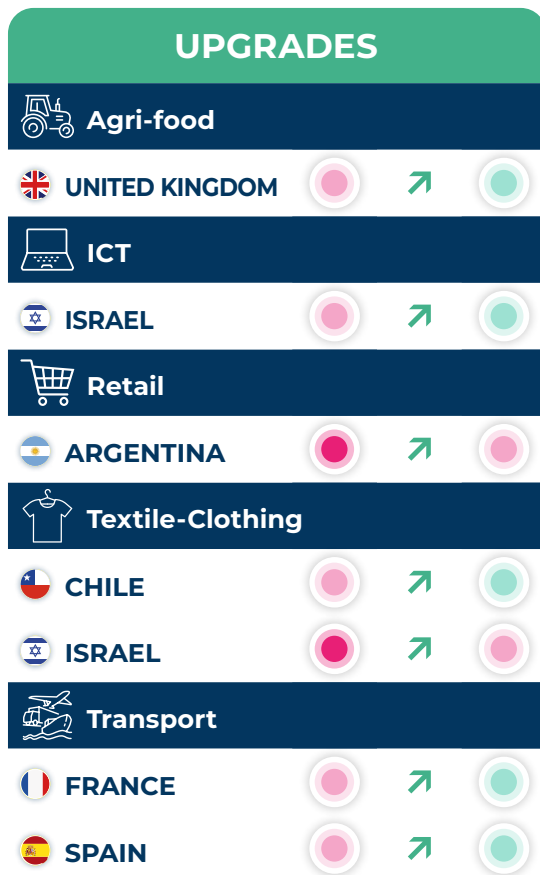 UPGRADES
Agri-food
UNITED KINGDOM
ICT
ISRAEL
Retail
ARGENTINA
Textile-Clothing
CHILE
ISRAEL
Transport
FRANCE
SPAIN